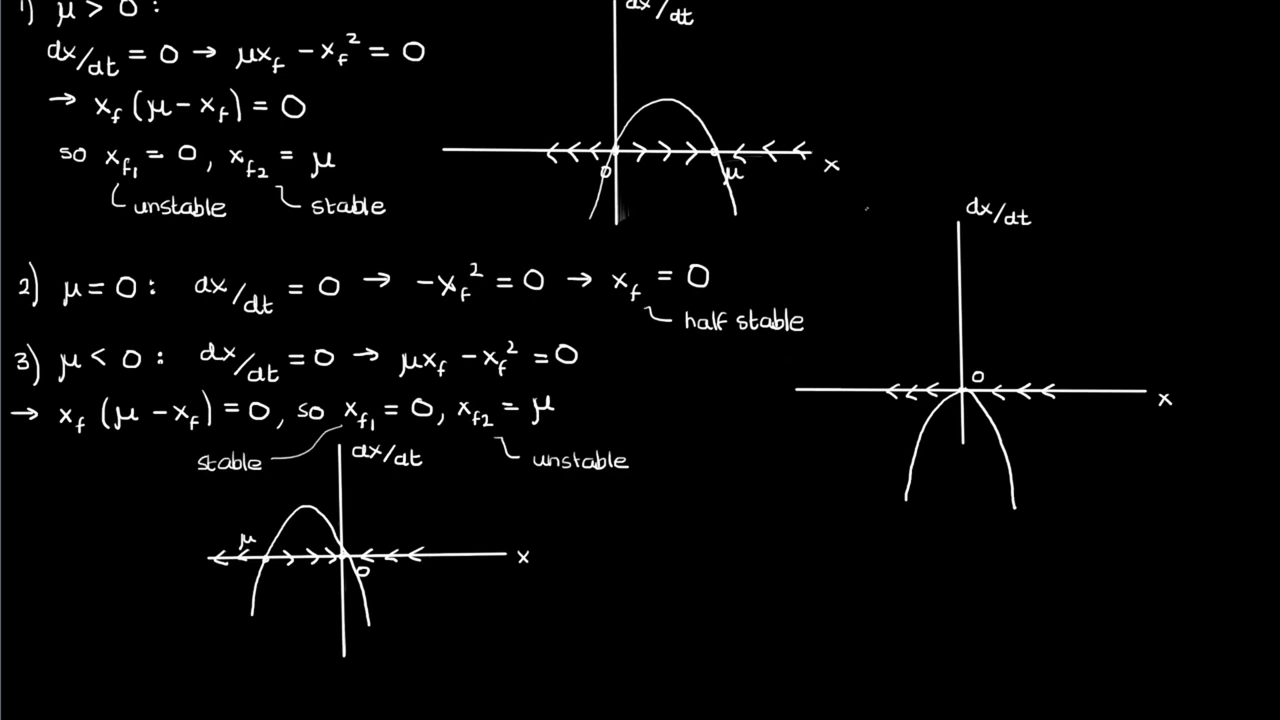 1) μ > 0 :
dx/dt = 0 → μx_f - x_f² = 0
→ x_f (μ - x_f) = 0
so x_f₁ = 0, x_f₂ = μ
unstable stable
dx/dt
0 μ x
2) μ = 0 : dx/dt = 0 → -x_f² = 0 → x_f = 0
half stable
dx/dt
0 x
3) μ < 0 : dx/dt = 0 → μx_f - x_f² = 0
→ x_f (μ - x_f) = 0, so x_f₁ = 0, x_f₂ = μ
stable unstable
dx/dt
μ 0 x